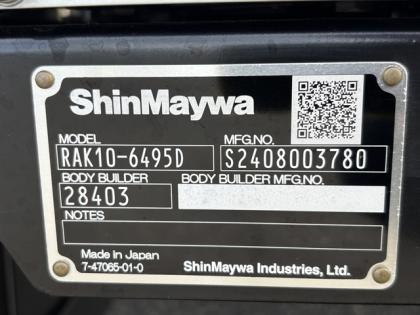 ShinMaywa
MODEL MFG.NO.
RAK10-6495D S2408003780
BODY BUILDER BODY BUILDER MFG.NO.
28403
NOTES
Made in Japan
7-47065-01-0 ShinMaywa Industries, Ltd.